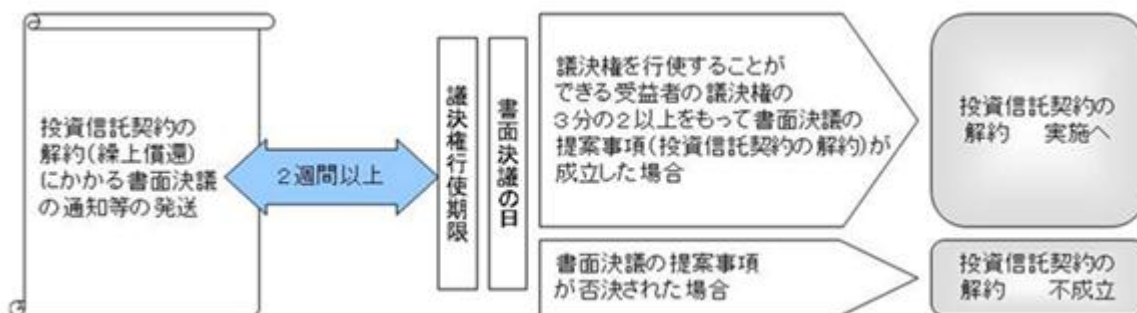 投資信託契約の
解約(繰上償還)
にかかる書面決議
の通知等の発送
2週間以上
議決権行使期限
書面決議の日
議決権を行使することが
できる受益者の議決権の
3分の2以上をもって書面決議の
提案事項(投資信託契約の解約)が
成立した場合
投資信託契約の
解約　実施へ
書面決議の提案事項
が否決された場合
投資信託契約の
解約　不成立